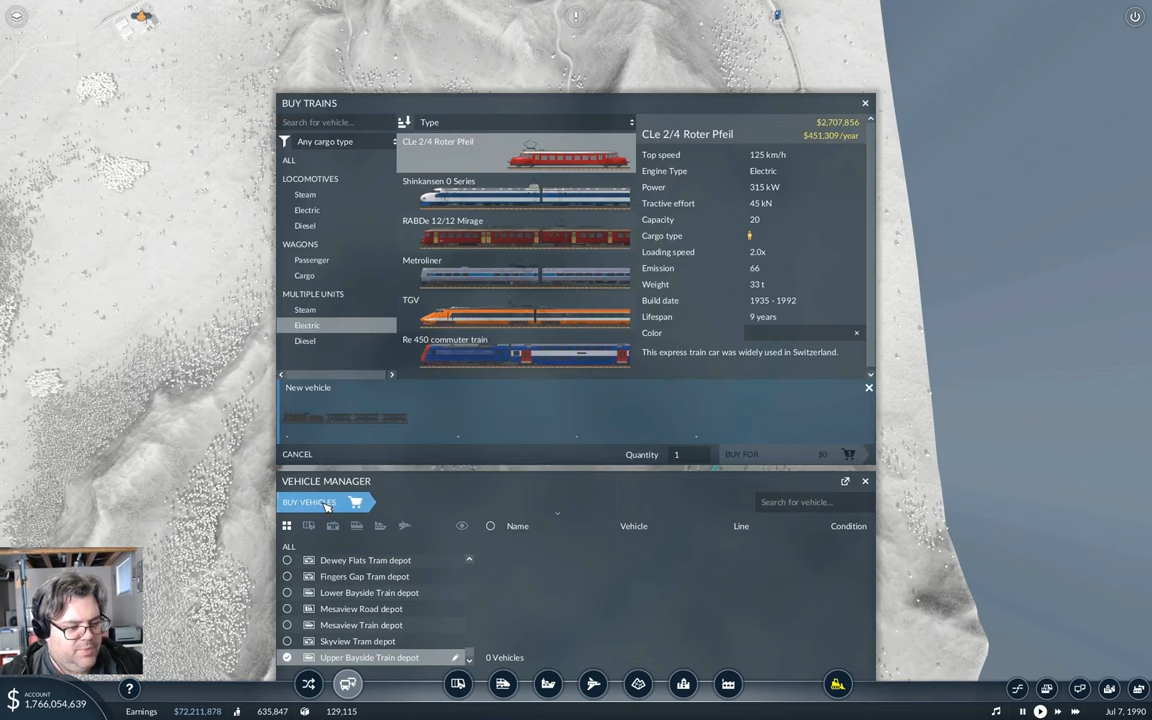 BUY TRAINS
Search for vehicle...
Type
Any cargo type
ALL
LOCOMOTIVES
Steam
Electric
Diesel
WAGONS
Passenger
Cargo
MULTIPLE UNITS
Steam
Electric
Diesel
CLe 2/4 Roter Pfeil
Shinkansen 0 Series
RABDe 12/12 Mirage
Metroliner
TGV
Re 450 commuter train
$2,707,856
CLe 2/4 Roter Pfeil
$451,309/year
Top speed 125 km/h
Engine Type Electric
Power 315 kW
Tractive effort 45 kN
Capacity 20
Cargo type
Loading speed 2.0x
Emission 66
Weight 33 t
Build date 1935 - 1992
Lifespan 9 years
Color
This express train car was widely used in Switzerland.
New vehicle
- - - -
CANCEL Quantity 1 BUY FOR $0
VEHICLE MANAGER
BUY VEHICLES Search for vehicle...
Name Vehicle Line Condition
ALL
Dewey Flats Tram depot
Fingers Gap Tram depot
Lower Bayside Train depot
Mesaview Road depot
Mesaview Train depot
Skyview Tram depot
Upper Bayside Train depot 0 Vehicles
ACCOUNT
$ 1,766,054,639
?
Earnings $72,211,878 635,847 129,115 Jul 7, 1990